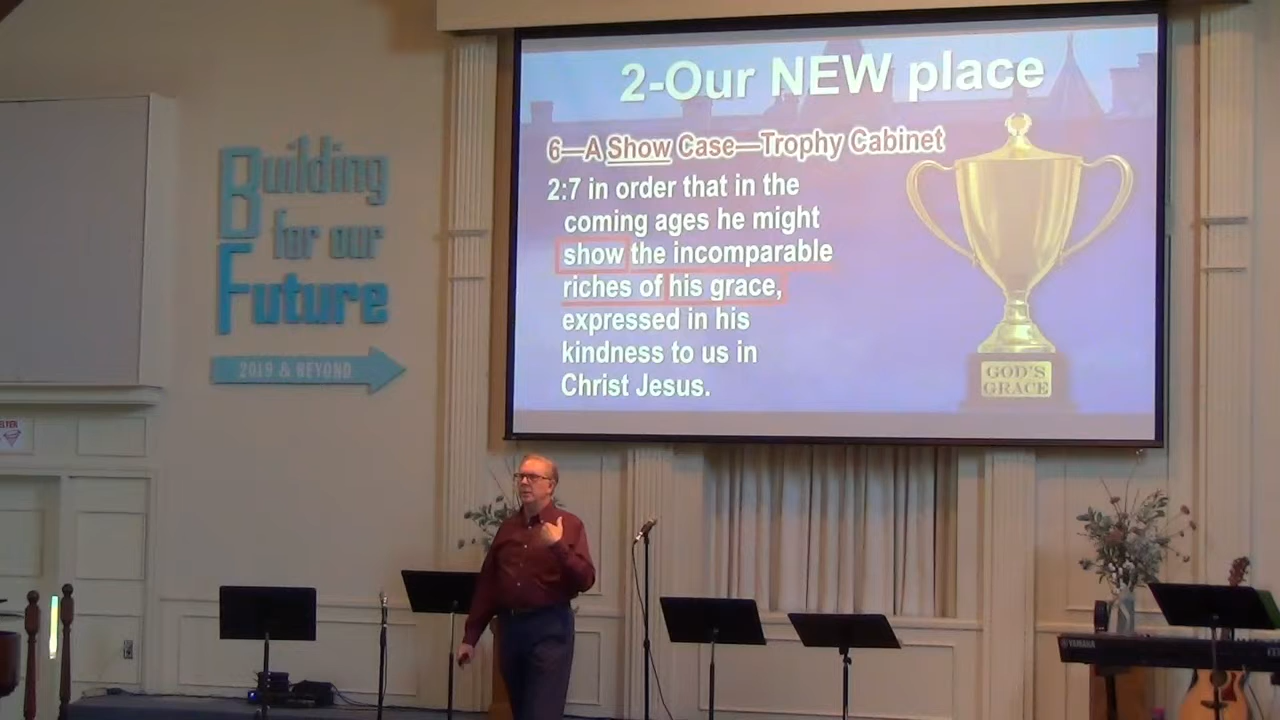 Building
for our
Future
2019 & BEYOND
2-Our NEW place
6—A Show Case—Trophy Cabinet
2:7 in order that in the
coming ages he might
show the incomparable
riches of his grace,
expressed in his
kindness to us in
Christ Jesus.
GOD'S
GRACE
YAMAHA